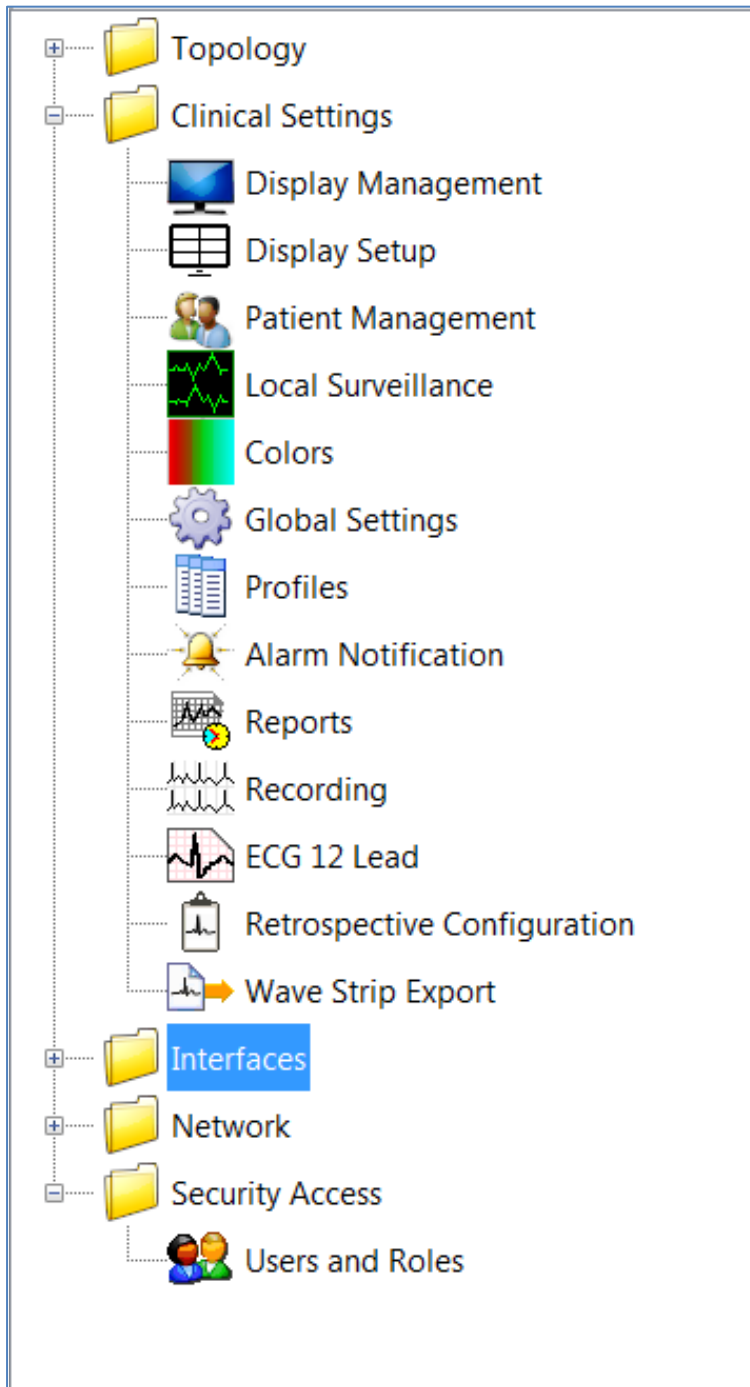 Topology
Clinical Settings
Display Management
Display Setup
Patient Management
Local Surveillance
Colors
Global Settings
Profiles
Alarm Notification
Reports
Recording
ECG 12 Lead
Retrospective Configuration
Wave Strip Export
Interfaces
Network
Security Access
Users and Roles